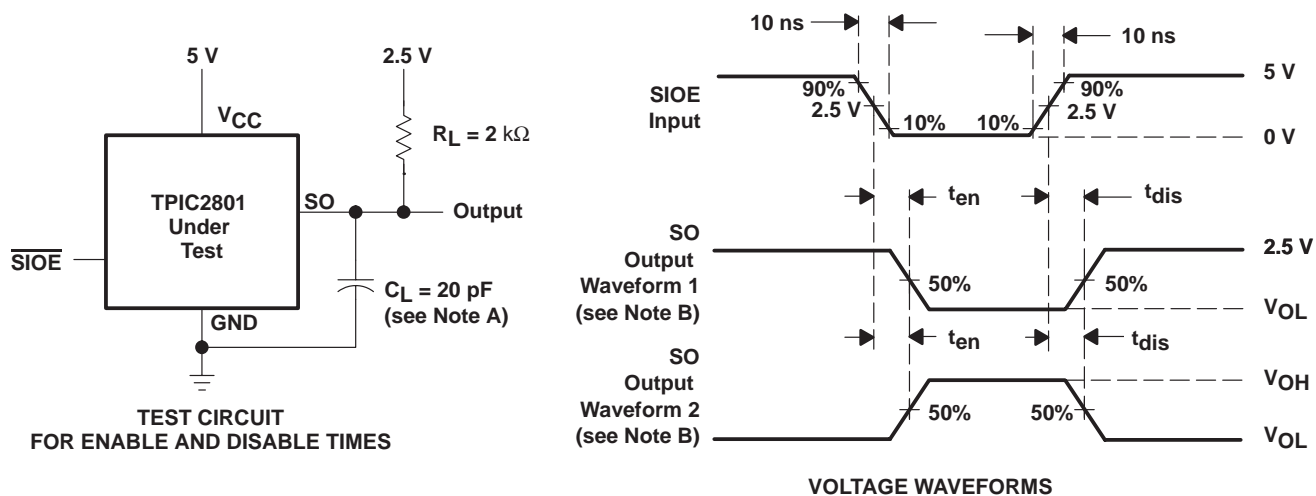 5 V
2.5 V
VCC
RL = 2 kΩ
TPIC2801
Under
Test
SO
Output
SIOE
CL = 20 pF
(see Note A)
GND
TEST CIRCUIT
FOR ENABLE AND DISABLE TIMES
10 ns
10 ns
SIOE
Input
90%
2.5 V
10%
10%
90%
2.5 V
5 V
0 V
ten
tdis
SO
Output
Waveform 1
(see Note B)
50%
50%
2.5 V
VOL
ten
tdis
SO
Output
Waveform 2
(see Note B)
50%
50%
VOH
VOL
VOLTAGE WAVEFORMS